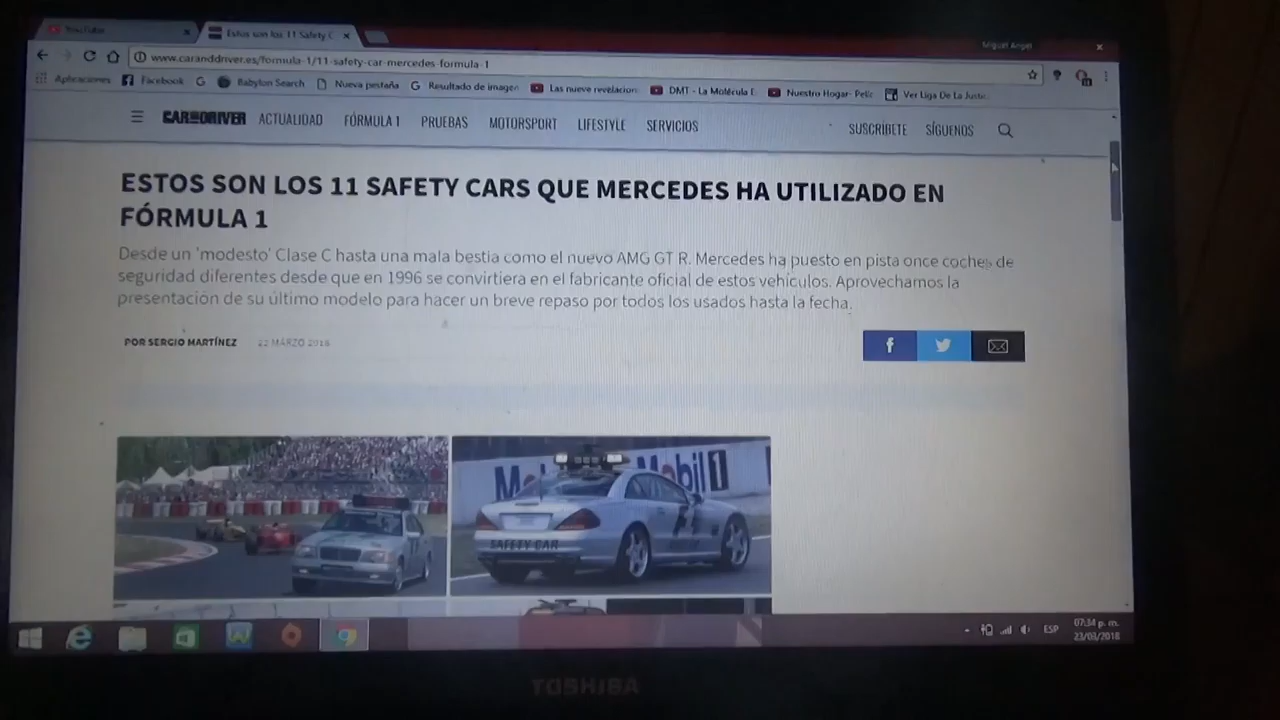 YouTube
Estos son los 11 Safety C
Miguel Angel
www.caranddriver.es/formula-1/11-safety-car-mercedes-formula-1
Aplicaciones Facebook Babylon Search Nueva pestaña Resultado de image Las nueve revelacion DMT - La Molécula D Nuestro Hogar- Pelíc Ver Liga De La Justic
CAR AND DRIVER ACTUALIDAD FÓRMULA 1 PRUEBAS MOTORSPORT LIFESTYLE SERVICIOS SUSCRÍBETE SÍGUENOS
ESTOS SON LOS 11 SAFETY CARS QUE MERCEDES HA UTILIZADO EN
FÓRMULA 1
Desde un 'modesto' Clase C hasta una mala bestia como el nuevo AMG GT R. Mercedes ha puesto en pista once coches de
seguridad diferentes desde que en 1996 se convirtiera en el fabricante oficial de estos vehículos. Aprovechamos la
presentación de su último modelo para hacer un breve repaso por todos los usados hasta la fecha.
POR SERGIO MARTÍNEZ 22 MARZO 2018
Mobil 1
SAFETY CAR
ESP
07:34 p. m.
23/03/2018
TOSHIBA